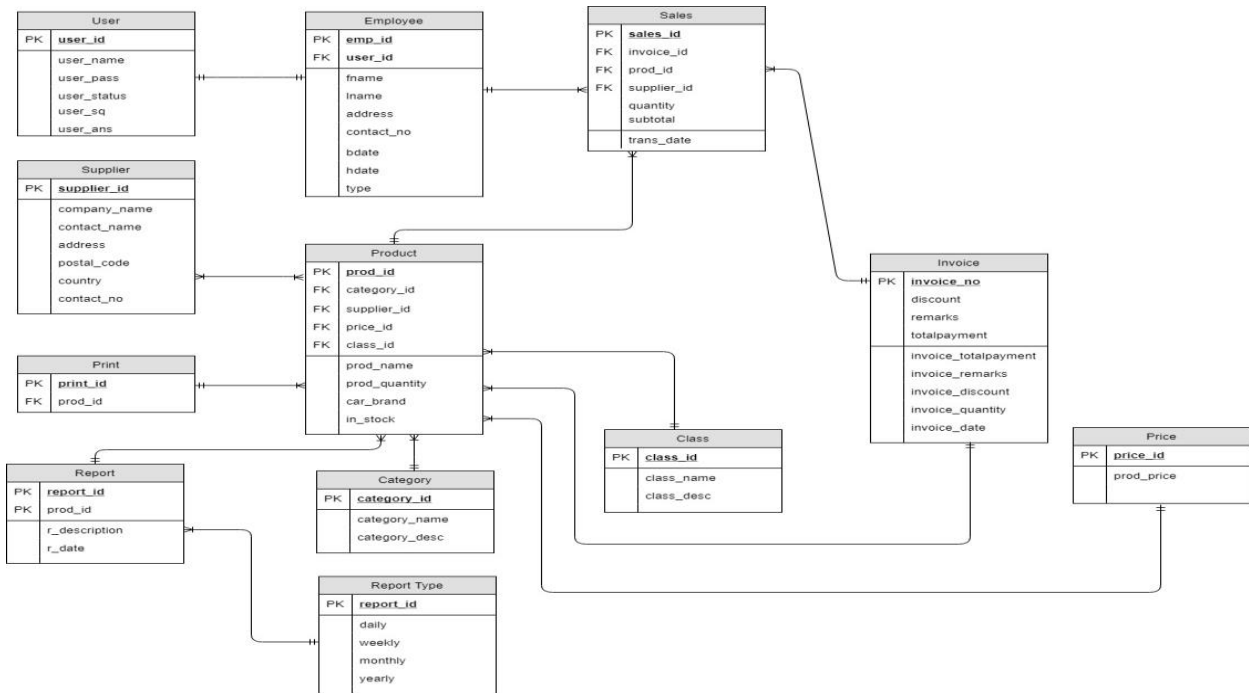 User
PK user_id
user_name
user_pass
user_status
user_sq
user_ans
Employee
PK emp_id
FK user_id
fname
lname
address
contact_no
bdate
hdate
type
Sales
PK sales_id
FK invoice_id
FK prod_id
FK supplier_id
quantity
subtotal
trans_date
Supplier
PK supplier_id
company_name
contact_name
address
postal_code
country
contact_no
Product
PK prod_id
FK category_id
FK supplier_id
FK price_id
FK class_id
prod_name
prod_quantity
car_brand
in_stock
Invoice
PK invoice_no
discount
remarks
totalpayment
invoice_totalpayment
invoice_remarks
invoice_discount
invoice_quantity
invoice_date
Print
PK print_id
FK prod_id
Class
PK class_id
class_name
class_desc
Price
PK price_id
prod_price
Report
PK report_id
PK prod_id
r_description
r_date
Category
PK category_id
category_name
category_desc
Report Type
PK report_id
daily
weekly
monthly
yearly